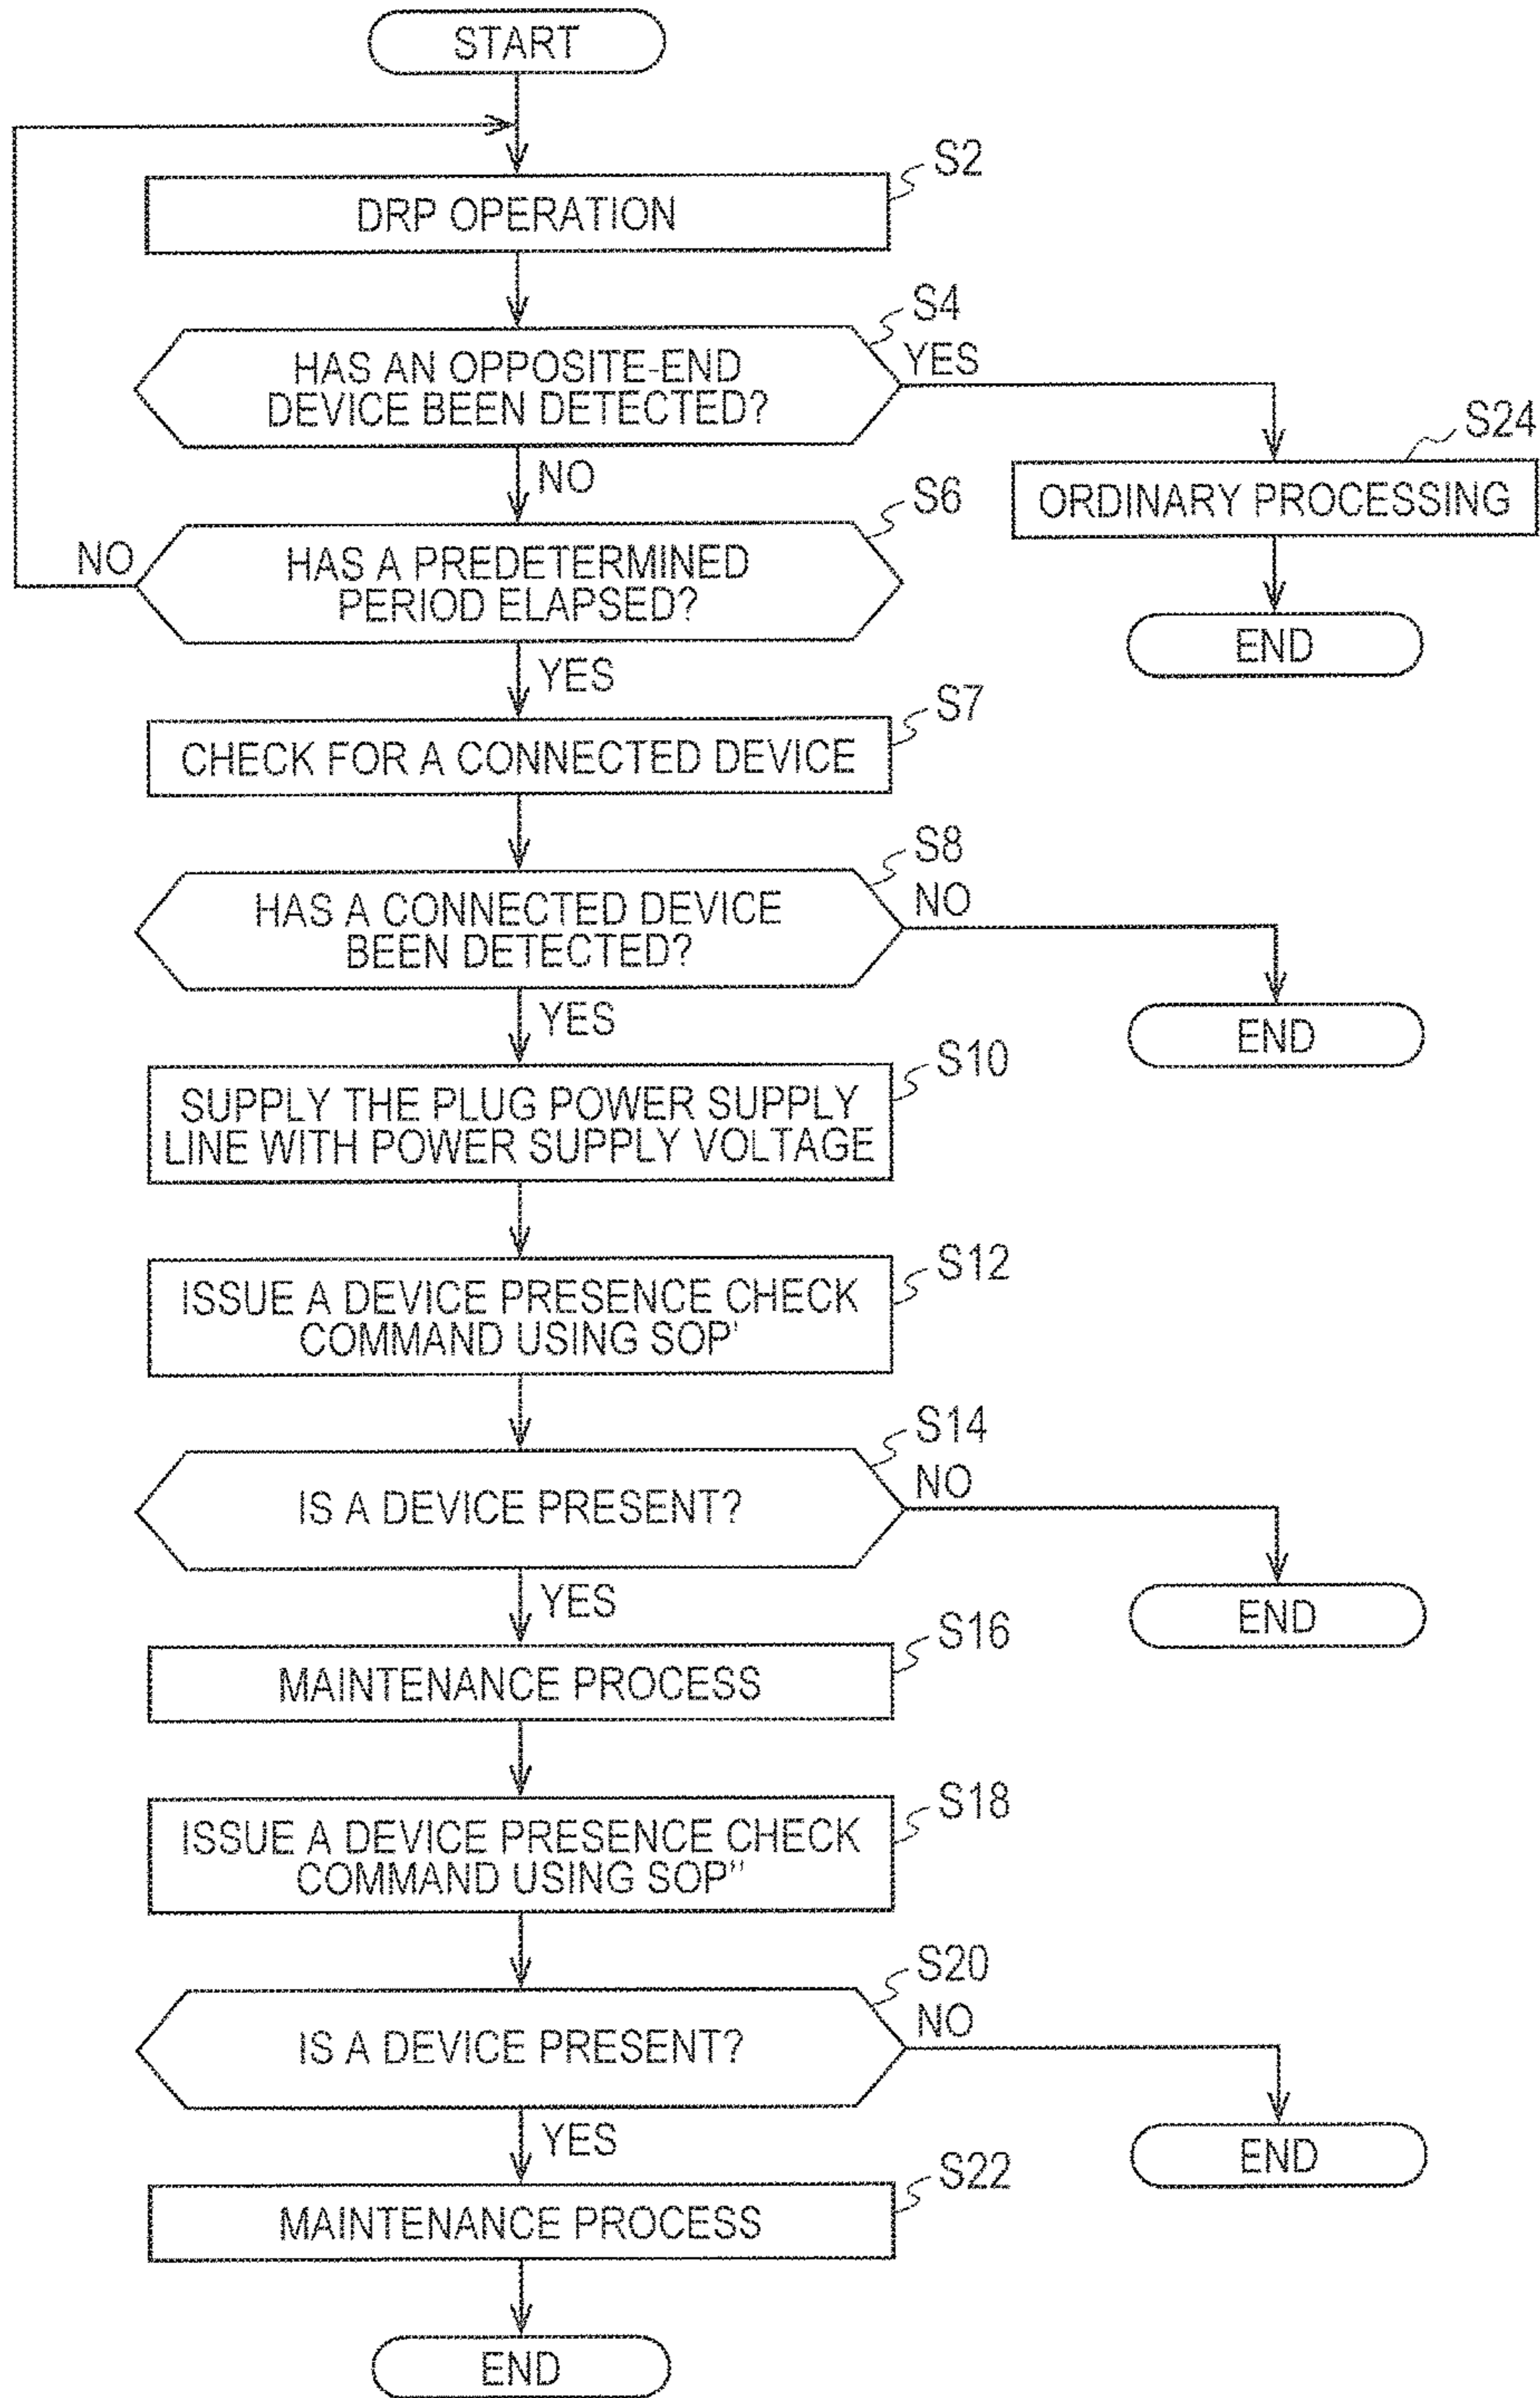 START
S2
DRP OPERATION
S4
HAS AN OPPOSITE-END
DEVICE BEEN DETECTED?
YES
S24
ORDINARY PROCESSING
END
NO
S6
NO
HAS A PREDETERMINED
PERIOD ELAPSED?
YES
S7
CHECK FOR A CONNECTED DEVICE
S8
HAS A CONNECTED DEVICE
BEEN DETECTED?
NO
END
YES
S10
SUPPLY THE PLUG POWER SUPPLY
LINE WITH POWER SUPPLY VOLTAGE
S12
ISSUE A DEVICE PRESENCE CHECK
COMMAND USING SOP'
S14
IS A DEVICE PRESENT?
NO
END
YES
S16
MAINTENANCE PROCESS
S18
ISSUE A DEVICE PRESENCE CHECK
COMMAND USING SOP"
S20
IS A DEVICE PRESENT?
NO
END
YES
S22
MAINTENANCE PROCESS
END